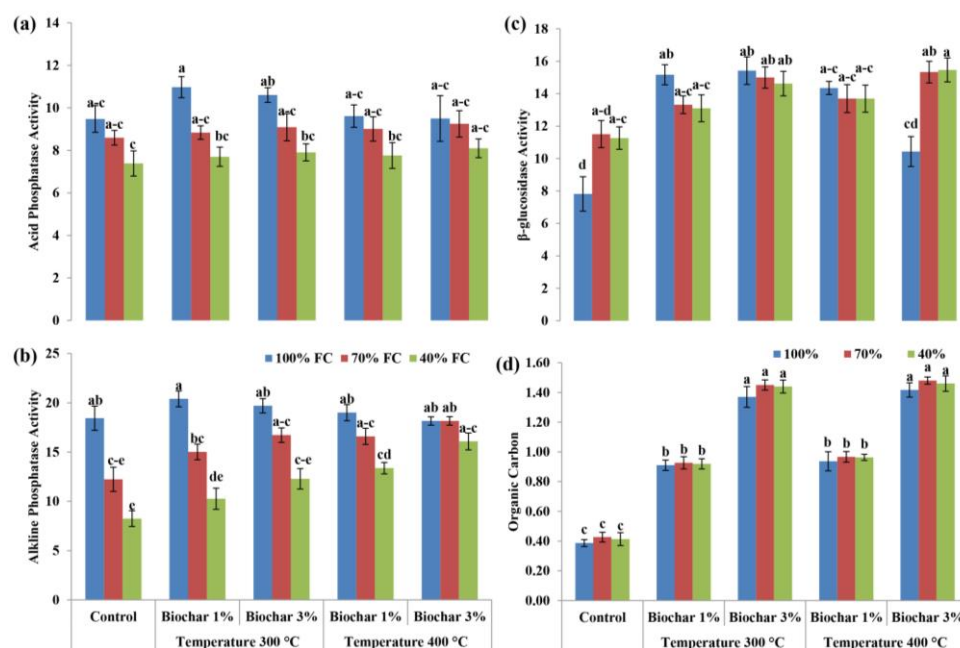 (a)
Acid Phosphatase Activity
14
12
10
8
6
4
2
0
a-c a-c c
a a-c bc
ab a-c bc
a-c a-c bc
a-c a-c a-c
(c)
β-glucosidase Activity
18
16
14
12
10
8
6
4
2
0
d a-d a-c
ab a-c a-c
ab ab ab
a-c a-c a-c
cd ab a
(b)
Alkline Phosphatase Activity
25
20
15
10
5
0
100% FC 70% FC 40% FC
ab c-e e
a bc de
ab a-c c-e
ab a-c cd
ab ab a-c
Control Biochar 1% Biochar 3% Biochar 1% Biochar 3%
Temperature 300 °C Temperature 400 °C
(d)
Organic Carbon
1.60
1.40
1.20
1.00
0.80
0.60
0.40
0.20
0.00
100% 70% 40%
c c c
b b b
a a a
b b b
a a a
Control Biochar 1% Biochar 3% Biochar 1% Biochar 3%
Temperature 300 °C Temperature 400 °C